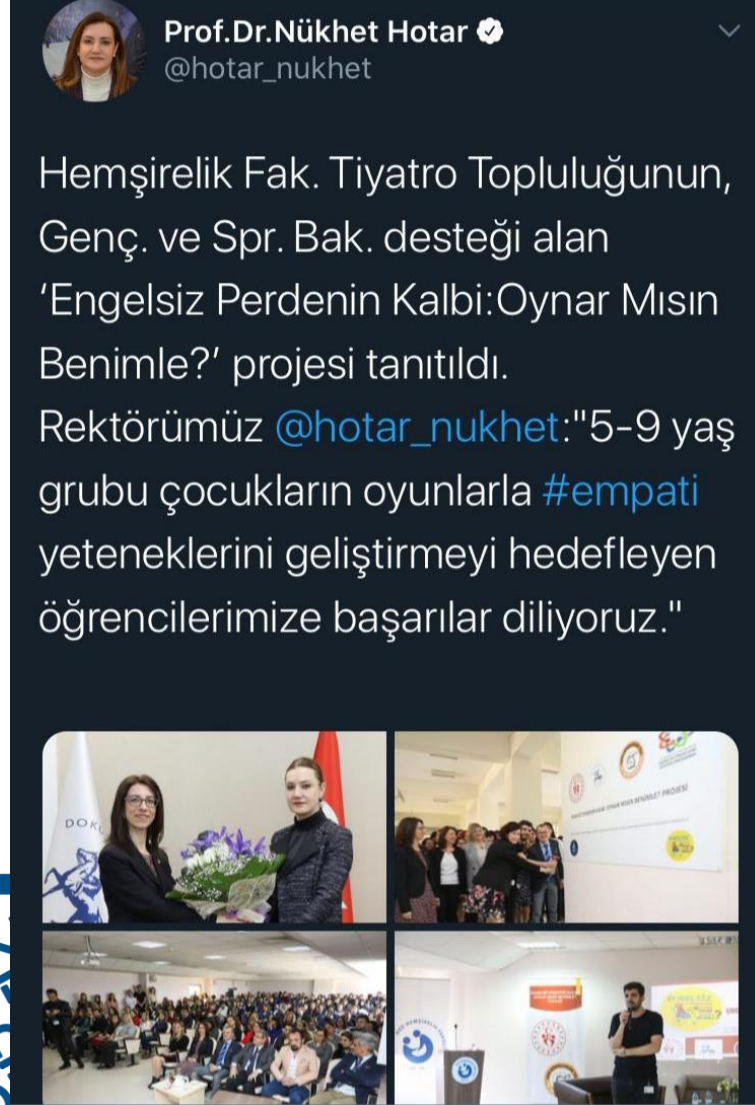 Prof.Dr.Nükhet Hotar
@hotar_nukhet
Hemşirelik Fak. Tiyatro Topluluğunun,
Genç. ve Spr. Bak. desteği alan
‘Engelsiz Perdenin Kalbi:Oynar Mısın
Benimle?’ projesi tanıtıldı.
Rektörümüz @hotar_nukhet:"5-9 yaş
grubu çocukların oyunlarla #empati
yeteneklerini geliştirmeyi hedefleyen
öğrencilerimize başarılar diliyoruz."
DOKU